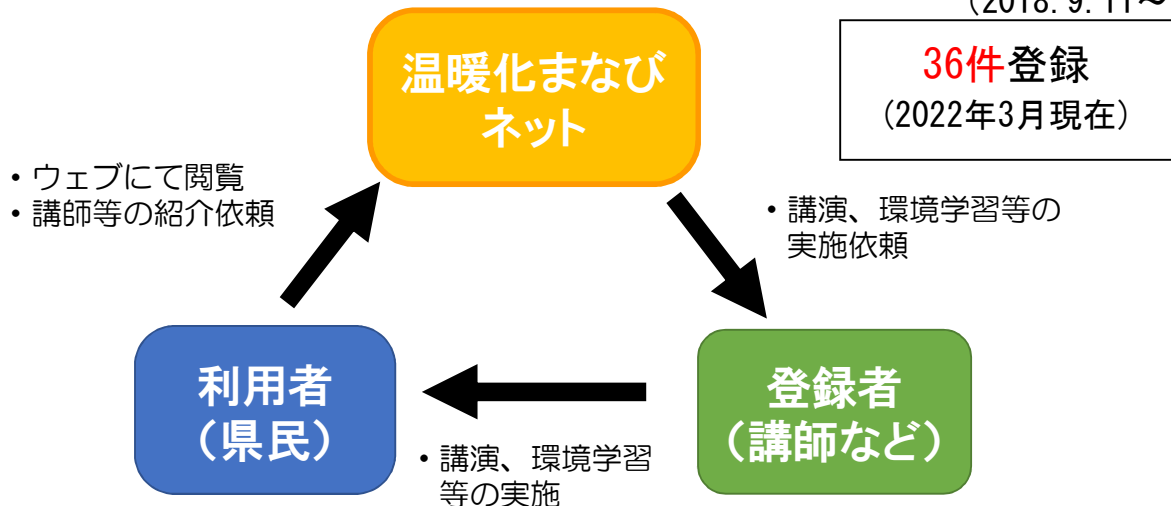 (2018.9.11～
温暖化まなび
ネット
36件登録
(2022年3月現在)
・ウェブにて閲覧
・講師等の紹介依頼
・講演、環境学習等の
実施依頼
利用者
(県民)
登録者
(講師など)
・講演、環境学習
等の実施